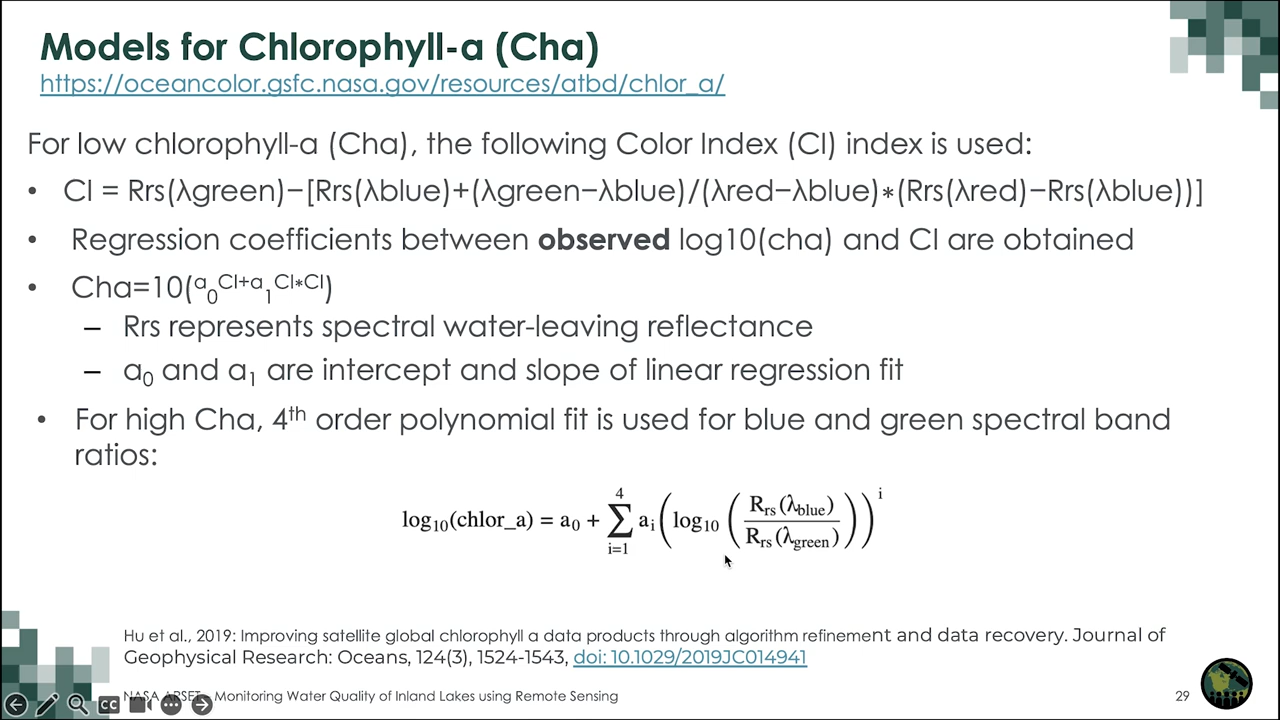 Models for Chlorophyll-a (Cha)
https://oceancolor.gsfc.nasa.gov/resources/atbd/chlor_a/
For low chlorophyll-a (Cha), the following Color Index (CI) index is used:
• CI = Rrs(λgreen)−[Rrs(λblue)+(λgreen−λblue)/(λred−λblue)∗(Rrs(λred)−Rrs(λblue))]
• Regression coefficients between observed log10(cha) and CI are obtained
• Cha=10(ᵅ₀CI+α₁CI∗CI)
– Rrs represents spectral water-leaving reflectance
– a₀ and a₁ are intercept and slope of linear regression fit
• For high Cha, 4th order polynomial fit is used for blue and green spectral band
ratios:
log₁₀(chlor_a) = a₀ + ∑_{i=1}^{4} aᵢ(log₁₀(Rrs(λblue)/Rrs(λgreen)))ⁱ
Hu et al., 2019: Improving satellite global chlorophyll a data products through algorithm refinement and data recovery. Journal of
Geophysical Research: Oceans, 124(3), 1524-1543, doi: 10.1029/2019JC014941
NASA ARSET – Monitoring Water Quality of Inland Lakes using Remote Sensing
29
CC